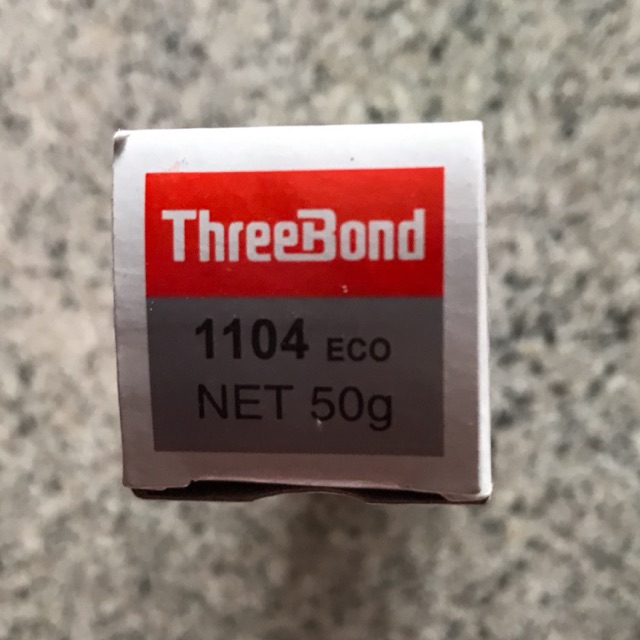 ThreeBond
1104 ECO
NET 50g